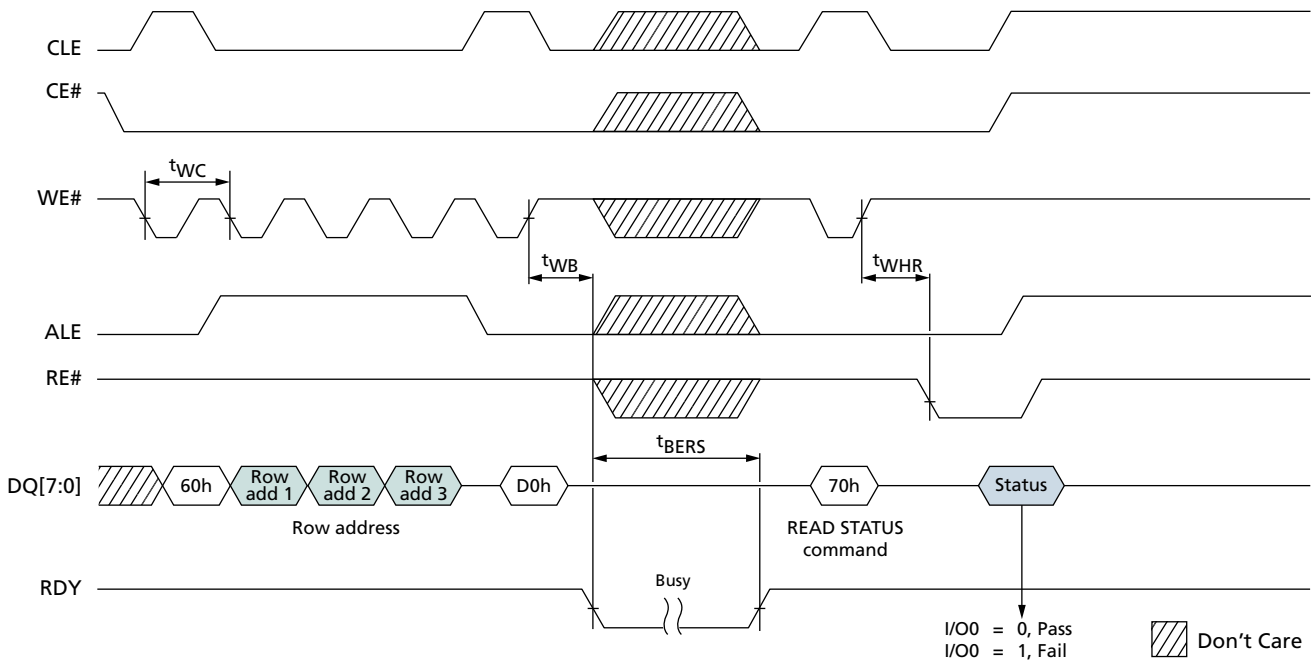 CLE
CE#
tWC
WE#
tWB
tWHR
ALE
RE#
tBERS
DQ[7:0]
60h
Row
add 1
Row
add 2
Row
add 3
D0h
70h
Status
Row address
READ STATUS
command
RDY
Busy
I/O0 = 0, Pass
I/O0 = 1, Fail
Don't Care